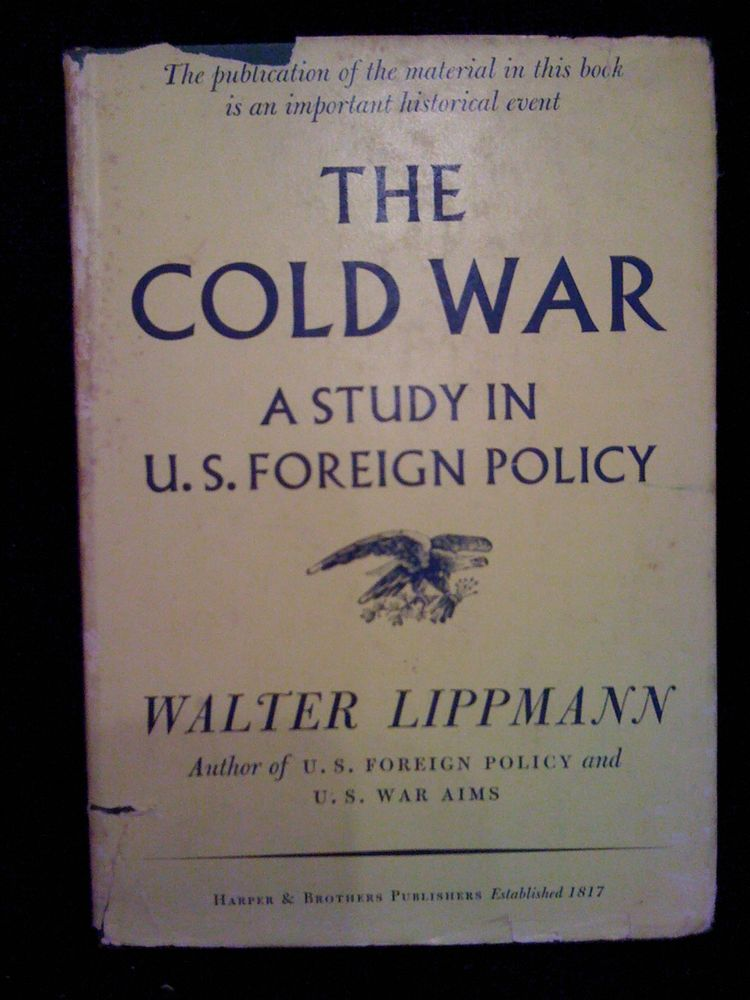 The publication of the material in this book
is an important historical event
THE
COLD WAR
A STUDY IN
U.S. FOREIGN POLICY
WALTER LIPPMANN
Author of U. S. FOREIGN POLICY and
U. S. WAR AIMS
HARPER & BROTHERS PUBLISHERS Established 1817